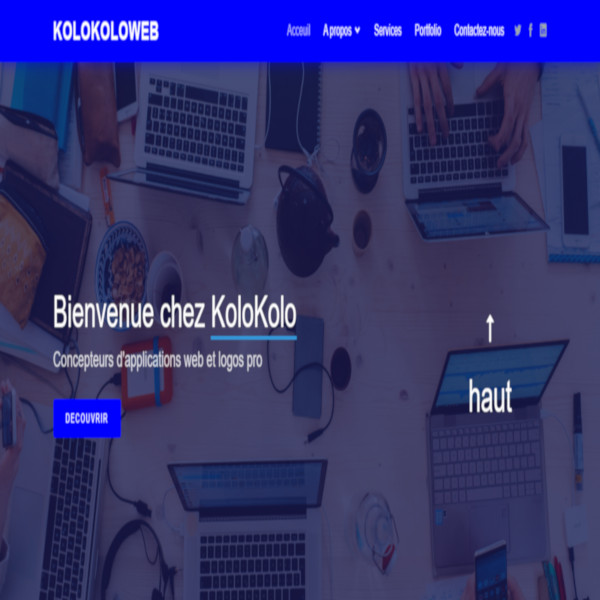 KOLOKOLOWEB
Accueil A propos Services Portfolio Contactez-nous
Bienvenue chez KoloKolo
Concepteurs d'applications web et logos pro
DECOUVRIR
haut